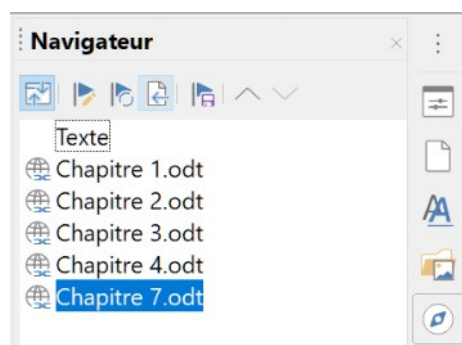 Navigateur
Texte
Chapitre 1.odt
Chapitre 2.odt
Chapitre 3.odt
Chapitre 4.odt
Chapitre 7.odt